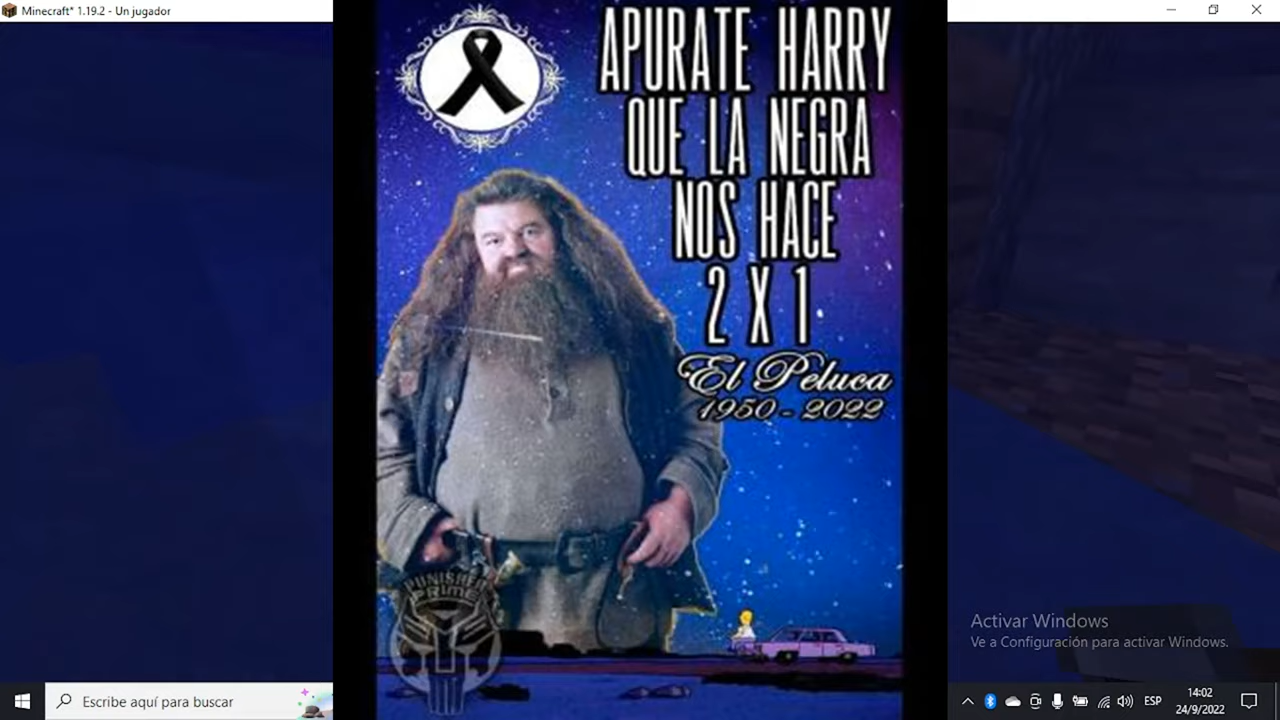 Minecraft* 1.19.2 - Un jugador
APURATE HARRY
QUE LA NEGRA
NOS HACE
2 X 1
El Peluca
1950 - 2022
PUNISHER
PRIME
Activar Windows
Ve a Configuración para activar Windows.
Escribe aquí para buscar
ESP
14:02
24/9/2022